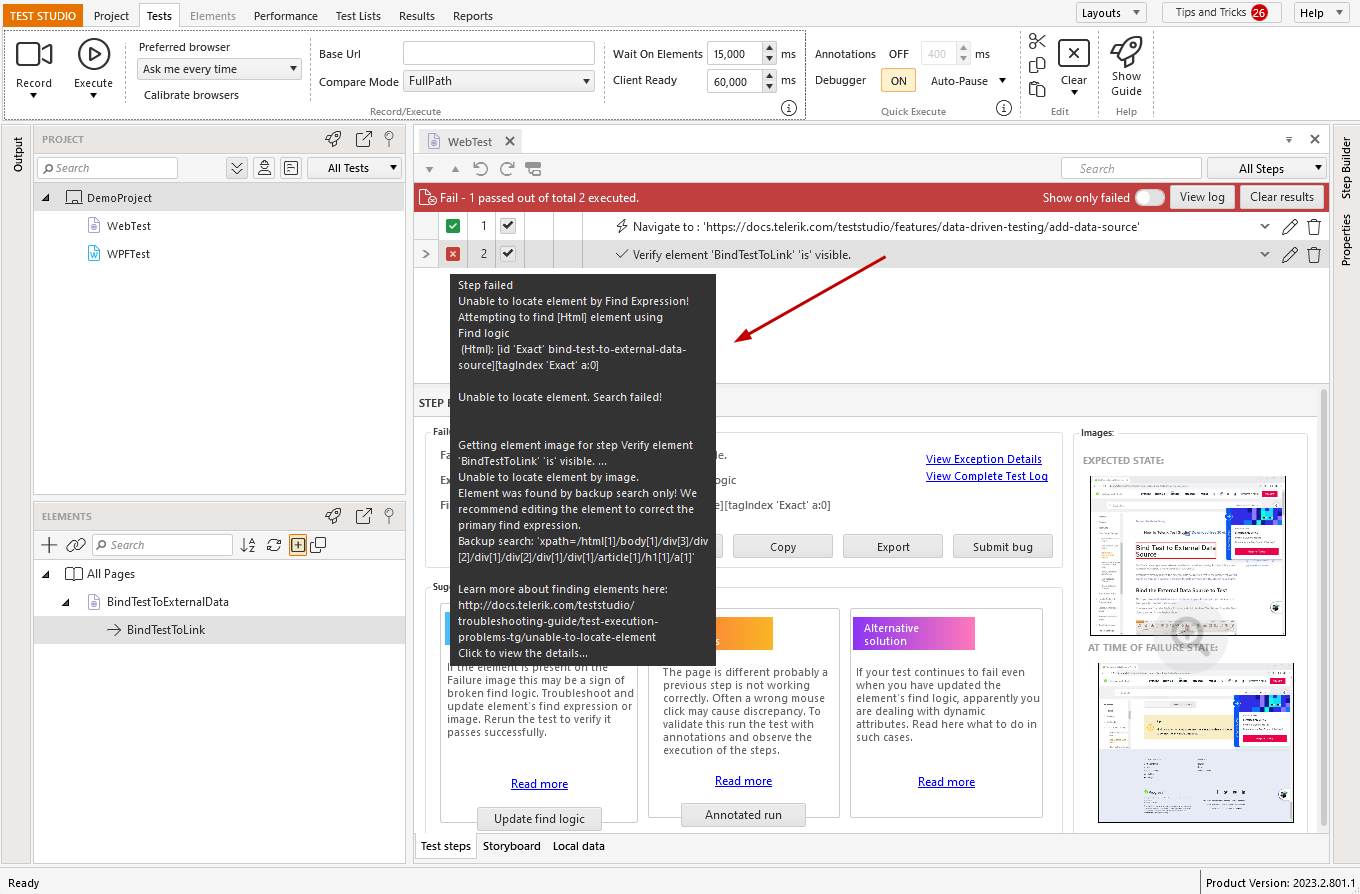 TEST STUDIO Project Tests Elements Performance Test Lists Results Reports Layouts Tips and Tricks 26 Help
Record
Execute
Preferred browser
Ask me every time
Calibrate browsers
Base Url
Compare Mode FullPath
Record/Execute
Wait On Elements 15,000 ms
Client Ready 60,000 ms
Annotations OFF 400 ms
Debugger ON Auto-Pause
Quick Execute
Clear
Edit
Show
Guide
Help
Output
PROJECT
Search All Tests
DemoProject
WebTest
WPFTest
ELEMENTS
Search
All Pages
BindTestToExternalData
BindTestToLink
WebTest
Search All Steps
Fail - 1 passed out of total 2 executed. Show only failed View log Clear results
1 Navigate to : 'https://docs.telerik.com/teststudio/features/data-driven-testing/add-data-source'
2 Verify element 'BindTestToLink' 'is' visible.
Step failed
Unable to locate element by Find Expression!
Attempting to find [Html] element using
Find logic
(Html): [id 'Exact' bind-test-to-external-data-
source][tagIndex 'Exact' a:0]
Unable to locate element. Search failed!
Getting element image for step Verify element
'BindTestToLink' 'is' visible. ...
Unable to locate element by image.
Element was found by backup search only! We
recommend editing the element to correct the
primary find expression.
Backup search: 'xpath=/html[1]/body[1]/div[3]/div
[2]/div[1]/div[2]/div[1]/div[1]/article[1]/h1[1]/a[1]'
Learn more about finding elements here:
http://docs.telerik.com/teststudio/
troubleshooting-guide/test-execution-
problems-tg/unable-to-locate-element
Click to view the details...
STEP
View Exception Details
View Complete Test Log
][tagIndex 'Exact' a:0]
Copy Export Submit bug
If the element is present on the
Failure image this may be a sign of
broken find logic. Troubleshoot and
update element's find expression or
image. Rerun the test to verify it
passes successfully.
Read more
Update find logic
The page is different probably a
previous step is not working
correctly. Often a wrong mouse
click may cause discrepancy. To
validate this run the test with
annotations and observe the
execution of the steps.
Read more
Annotated run
Alternative
solution
If your test continues to fail even
when you have updated the
element's find logic, apparently you
are dealing with dynamic
attributes. Read here what to do in
such cases.
Read more
Images:
EXPECTED STATE:
Bind Test to External Data
Source
Bind the External Data Source to Test
AT TIME OF FAILURE STATE:
Test steps Storyboard Local data
Step Builder
Properties
Ready
Product Version: 2023.2.801.1